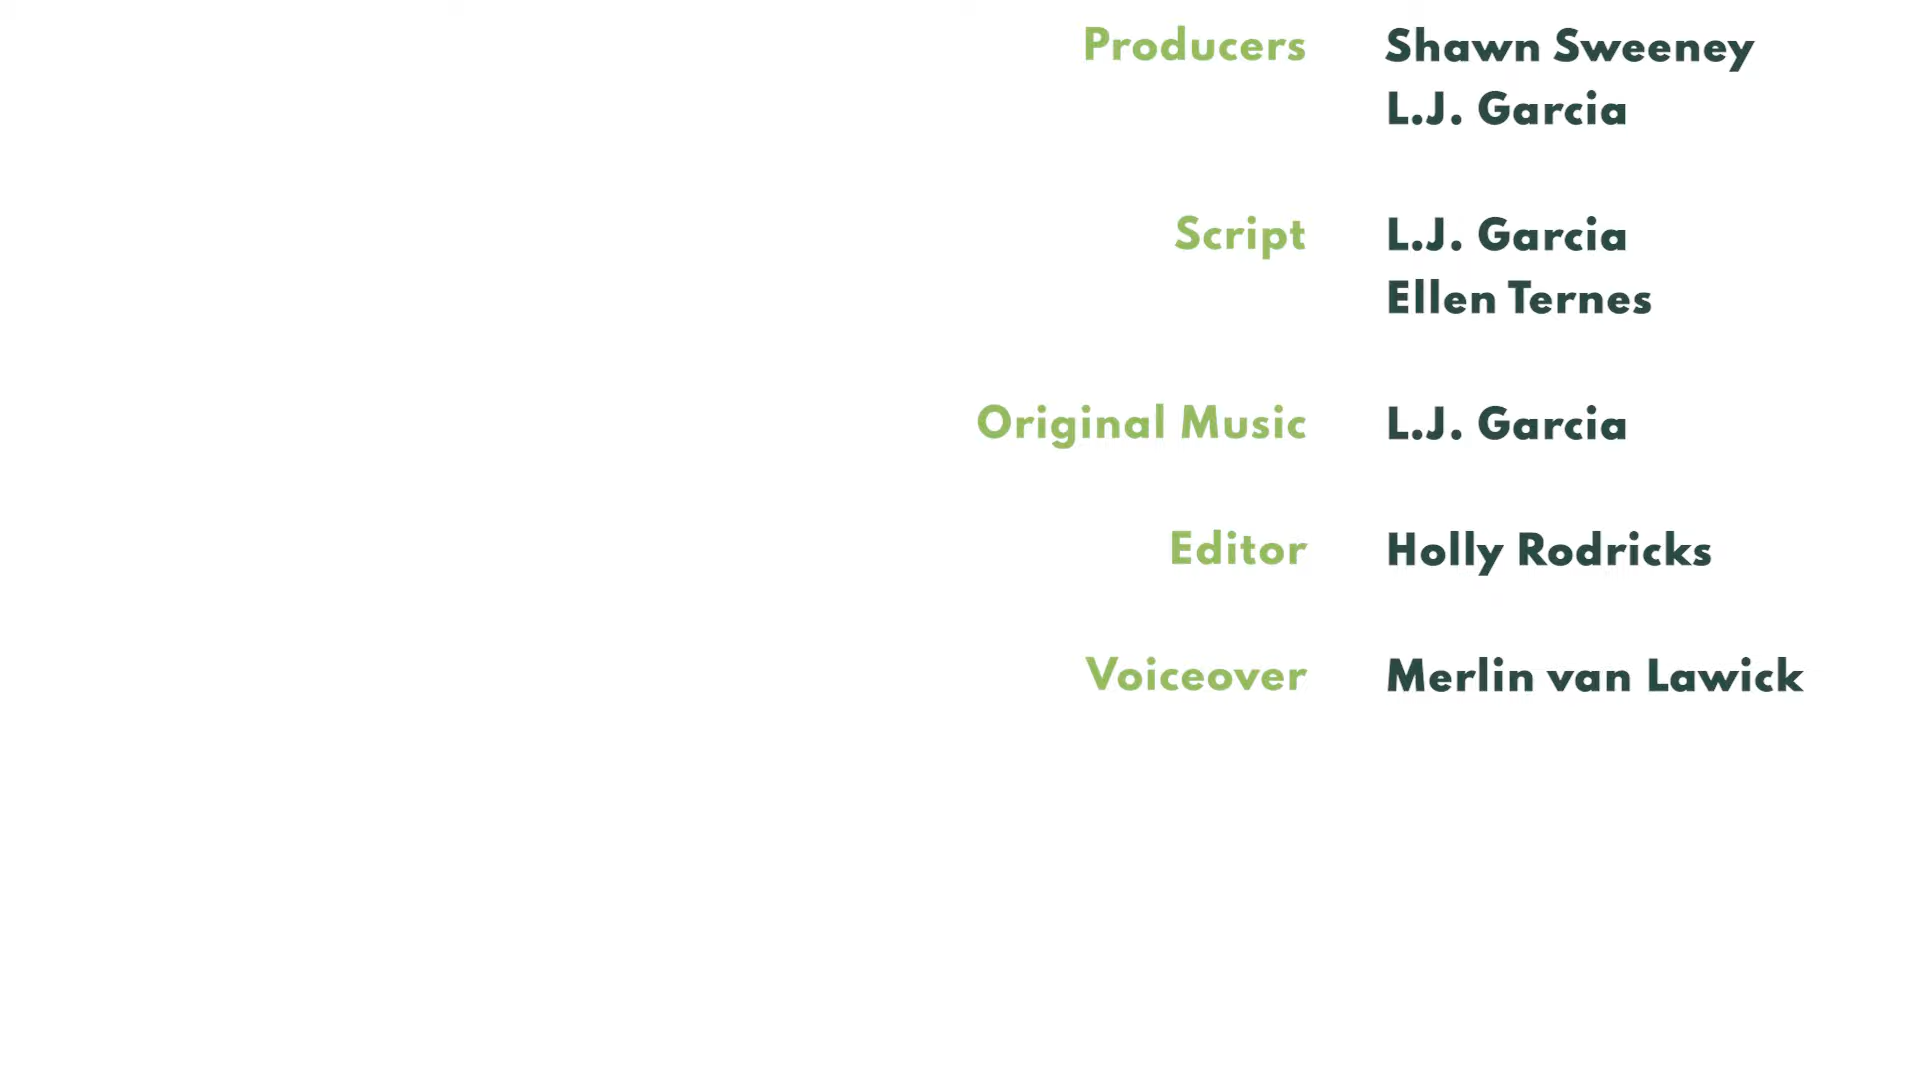 Producers Shawn Sweeney
L.J. Garcia
Script L.J. Garcia
Ellen Ternes
Original Music L.J. Garcia
Editor Holly Rodricks
Voiceover Merlin van Lawick